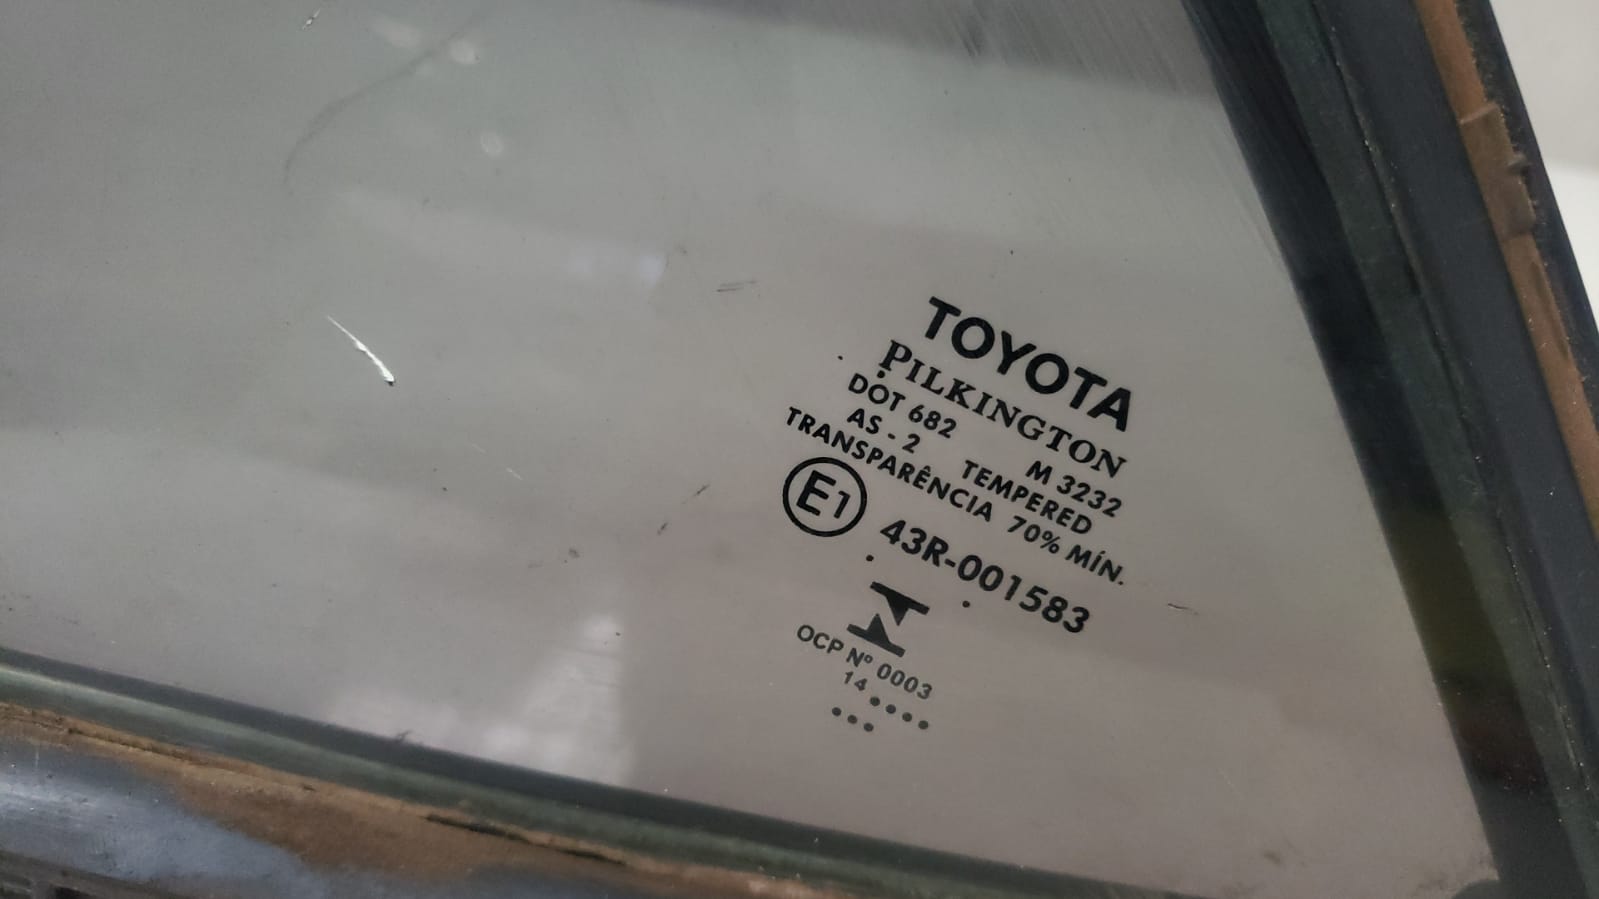 TOYOTA
PILKINGTON
DOT 682 M 3232
AS - 2 TEMPERED
TRANSPARÊNCIA 70% MÍN.
E1 43R-001583
OCP Nº 0003
14